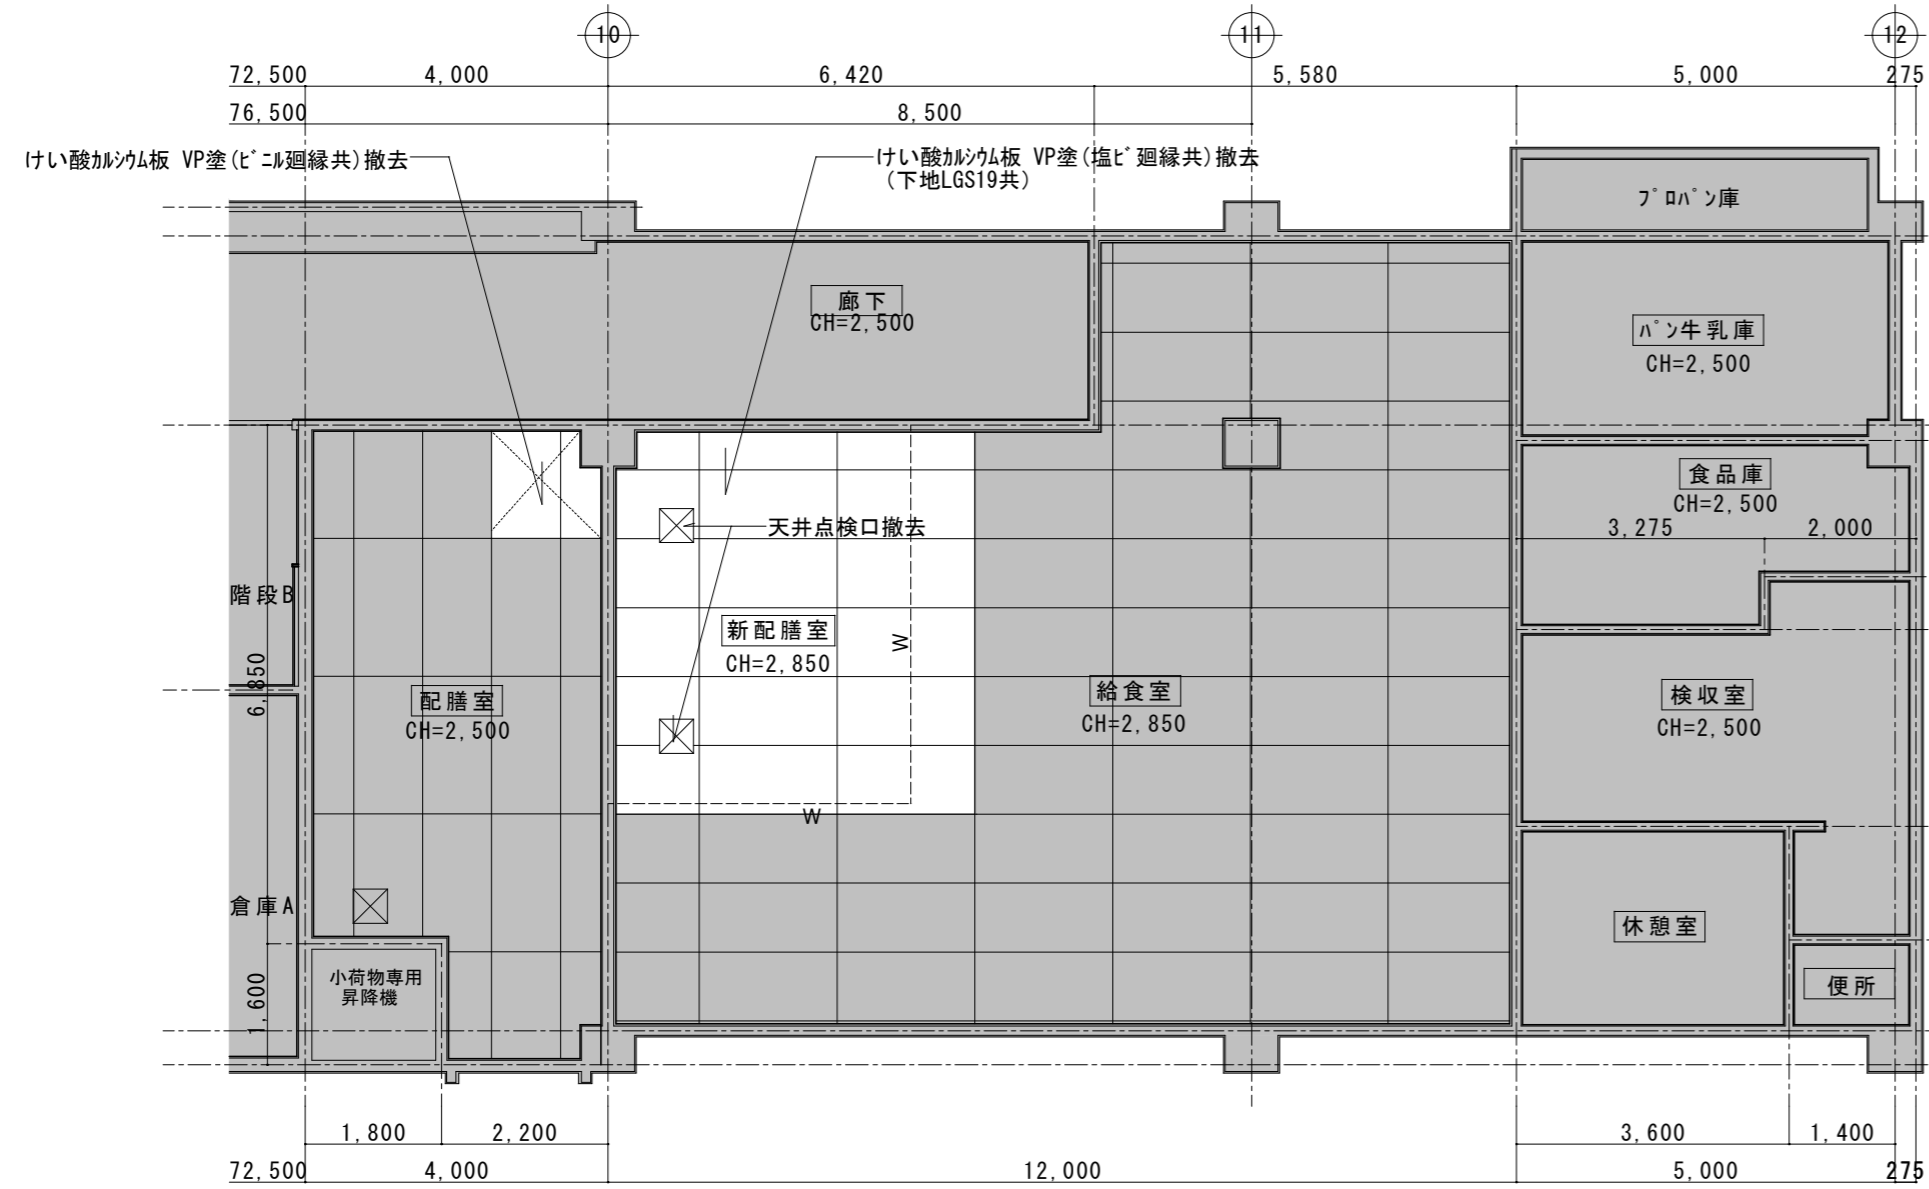 10
11
12
72,500
4,000
6,420
5,580
5,000
275
76,500
8,500
けい酸ｶﾙｼｳﾑ板 VP塗(ﾋﾞﾆﾙ廻縁共)撤去
けい酸ｶﾙｼｳﾑ板 VP塗(塩ﾋﾞ廻縁共)撤去
(下地LGS19共)
ﾌﾟﾛﾊﾟﾝ庫
廊下
CH=2,500
ﾊﾟﾝ牛乳庫
CH=2,500
食品庫
CH=2,500
3,275
2,000
天井点検口撤去
階段B
新配膳室
CH=2,850
W
W
6,850
配膳室
CH=2,500
給食室
CH=2,850
検収室
CH=2,500
倉庫A
休憩室
小荷物専用
昇降機
便所
1,600
1,800
2,200
3,600
1,400
72,500
4,000
12,000
5,000
275